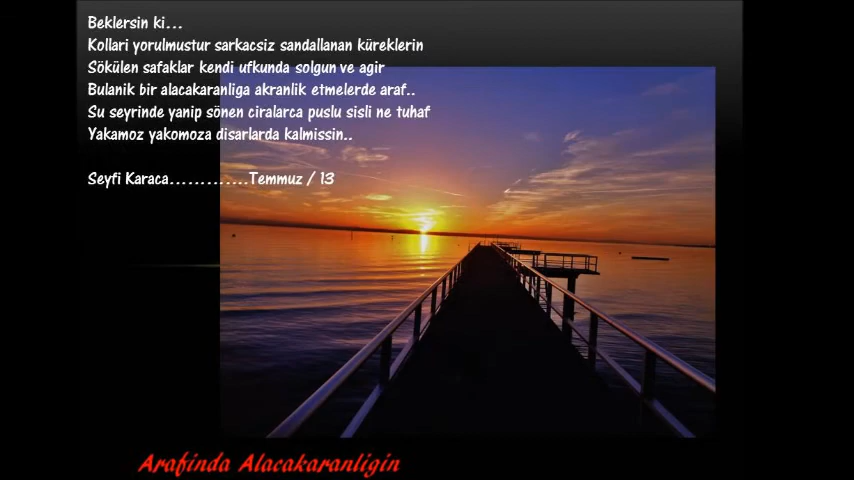 Beklersin ki...
Kollari yorulmustur sarkacsiz sandallanan küreklerin
Sökülen safaklar kendi ufkunda solgun ve agir
Bulanik bir alacakaranliga akranlik etmelerde araf..
Su seyrinde yanip sönen ciralarca puslu sisli ne tuhaf
Yakamoz yakomoza disarlarda kalmissin..
Seyfi Karaca.............Temmuz / 13
Arafinda Alacakaranligin